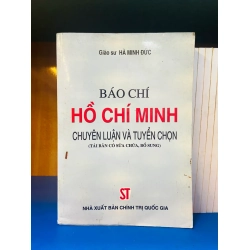 Giáo sư HÀ MINH ĐỨC
BÁO CHÍ
HỒ CHÍ MINH
CHUYÊN LUẬN VÀ TUYỂN CHỌN
(TÁI BẢN CÓ SỬA CHỮA, BỔ SUNG)
ST
NHÀ XUẤT BẢN CHÍNH TRỊ QUỐC GIA